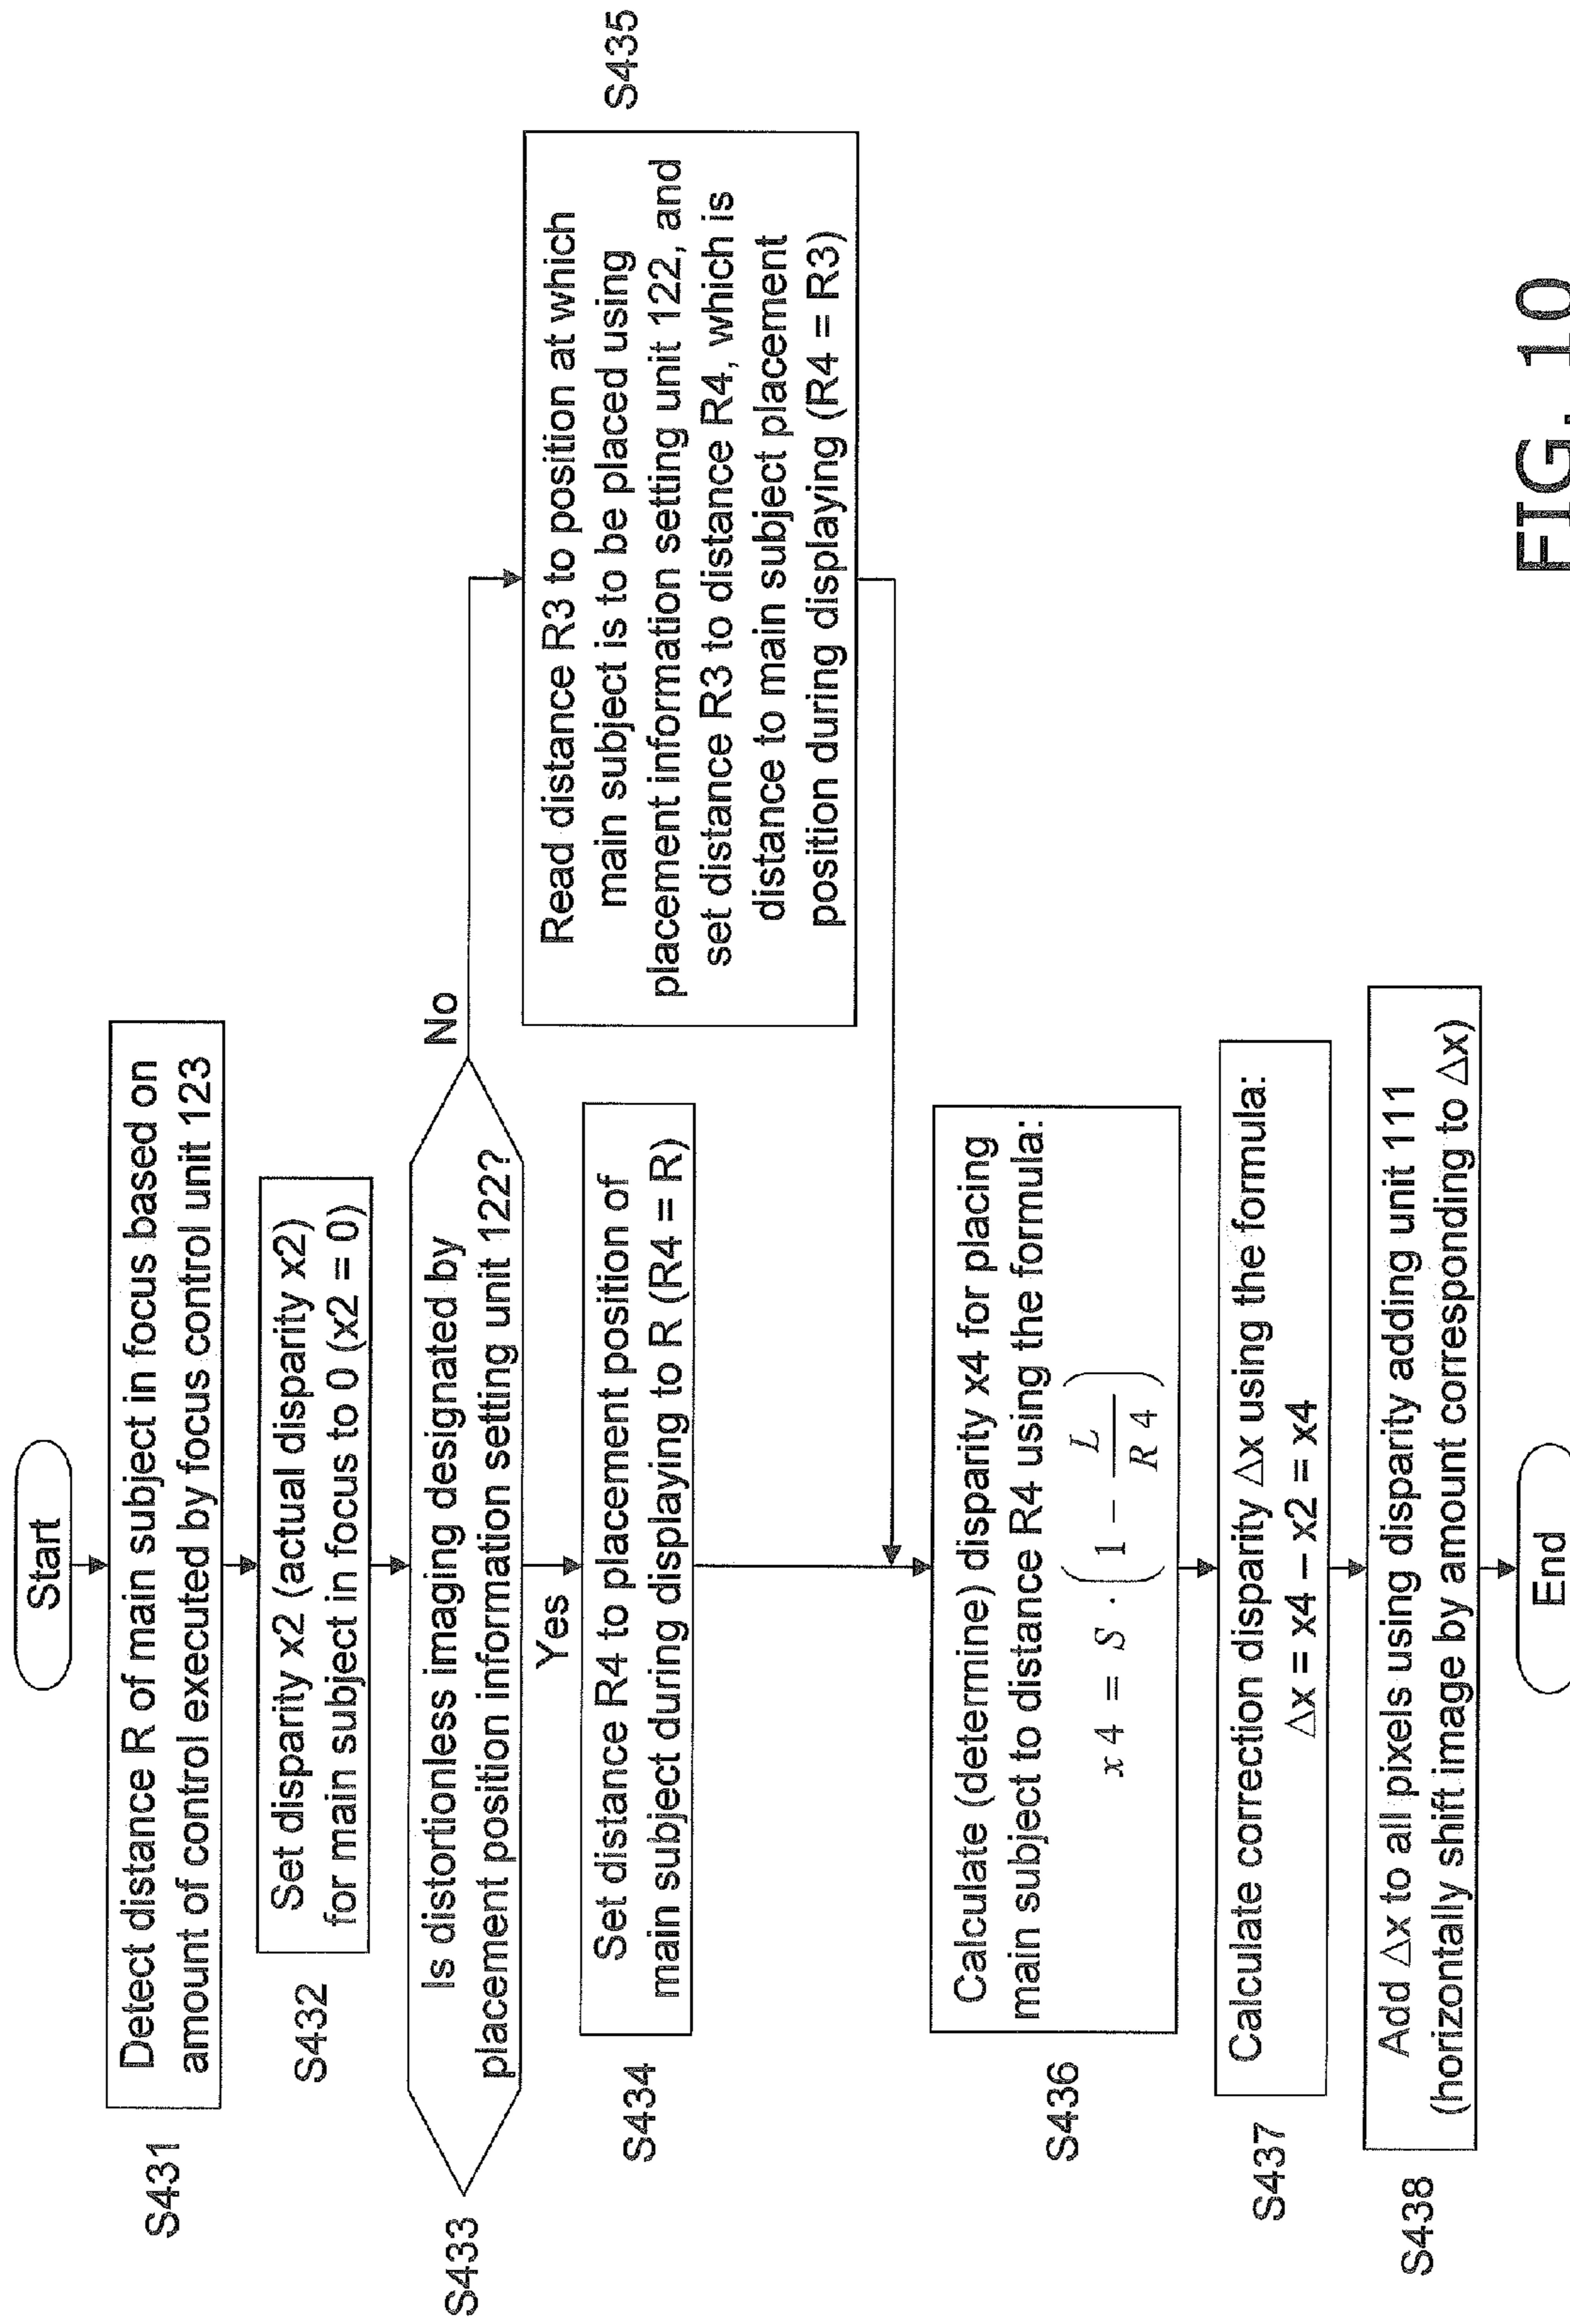 Start
S431
Detect distance R of main subject in focus based on
amount of control executed by focus control unit 123
S432
Set disparity x2 (actual disparity x2)
for main subject in focus to 0 (x2 = 0)
S433
Is distortionless imaging designated by
placement position information setting unit 122?
No
Yes
S434
Set distance R4 to placement position of
main subject during displaying to R (R4 = R)
S435
Read distance R3 to position at which
main subject is to be placed using
placement information setting unit 122, and
set distance R3 to distance R4, which is
distance to main subject placement
position during displaying (R4 = R3)
S436
Calculate (determine) disparity x4 for placing
main subject to distance R4 using the formula:
x 4 = S · ( 1 − L / R 4 )
S437
Calculate correction disparity Δx using the formula:
Δx = x4 – x2 = x4
S438
Add Δx to all pixels using disparity adding unit 111
(horizontally shift image by amount corresponding to Δx)
End
FIG. 10